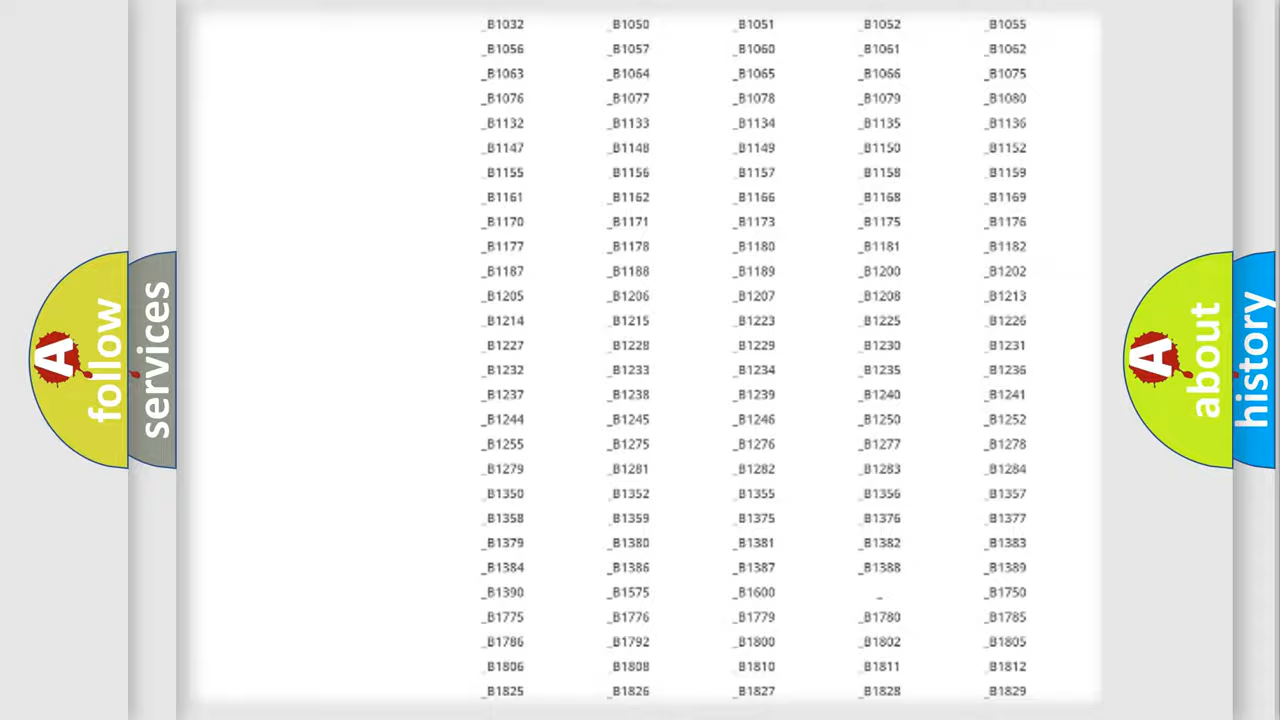 _B1032 _B1050 _B1051 _B1052 _B1055
_B1056 _B1057 _B1060 _B1061 _B1062
_B1063 _B1064 _B1065 _B1066 _B1075
_B1076 _B1077 _B1078 _B1079 _B1080
_B1132 _B1133 _B1134 _B1135 _B1136
_B1147 _B1148 _B1149 _B1150 _B1152
_B1155 _B1156 _B1157 _B1158 _B1159
_B1161 _B1162 _B1166 _B1168 _B1169
_B1170 _B1171 _B1173 _B1175 _B1176
_B1177 _B1178 _B1180 _B1181 _B1182
_B1187 _B1188 _B1189 _B1200 _B1202
_B1205 _B1206 _B1207 _B1208 _B1213
_B1214 _B1215 _B1223 _B1225 _B1226
_B1227 _B1228 _B1229 _B1230 _B1231
_B1232 _B1233 _B1234 _B1235 _B1236
_B1237 _B1238 _B1239 _B1240 _B1241
_B1244 _B1245 _B1246 _B1250 _B1252
_B1255 _B1275 _B1276 _B1277 _B1278
_B1279 _B1281 _B1282 _B1283 _B1284
_B1350 _B1352 _B1355 _B1356 _B1357
_B1358 _B1359 _B1375 _B1376 _B1377
_B1379 _B1380 _B1381 _B1382 _B1383
_B1384 _B1386 _B1387 _B1388 _B1389
_B1390 _B1575 _B1600 _ _B1750
_B1775 _B1776 _B1779 _B1780 _B1785
_B1786 _B1792 _B1800 _B1802 _B1805
_B1806 _B1808 _B1810 _B1811 _B1812
_B1825 _B1826 _B1827 _B1828 _B1829
A follow
services
A about
history